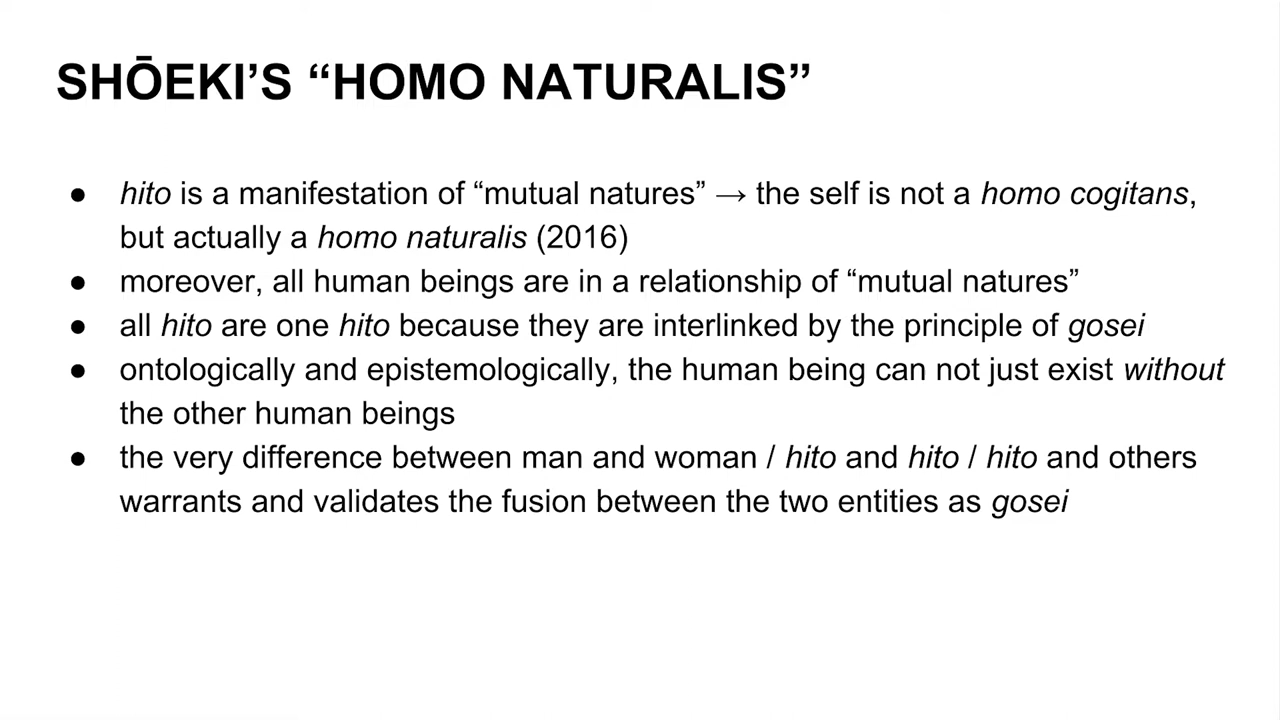 SHŌEKI’S “HOMO NATURALIS”
● hito is a manifestation of “mutual natures” → the self is not a homo cogitans,
but actually a homo naturalis (2016)
● moreover, all human beings are in a relationship of “mutual natures”
● all hito are one hito because they are interlinked by the principle of gosei
● ontologically and epistemologically, the human being can not just exist without
the other human beings
● the very difference between man and woman / hito and hito / hito and others
warrants and validates the fusion between the two entities as gosei